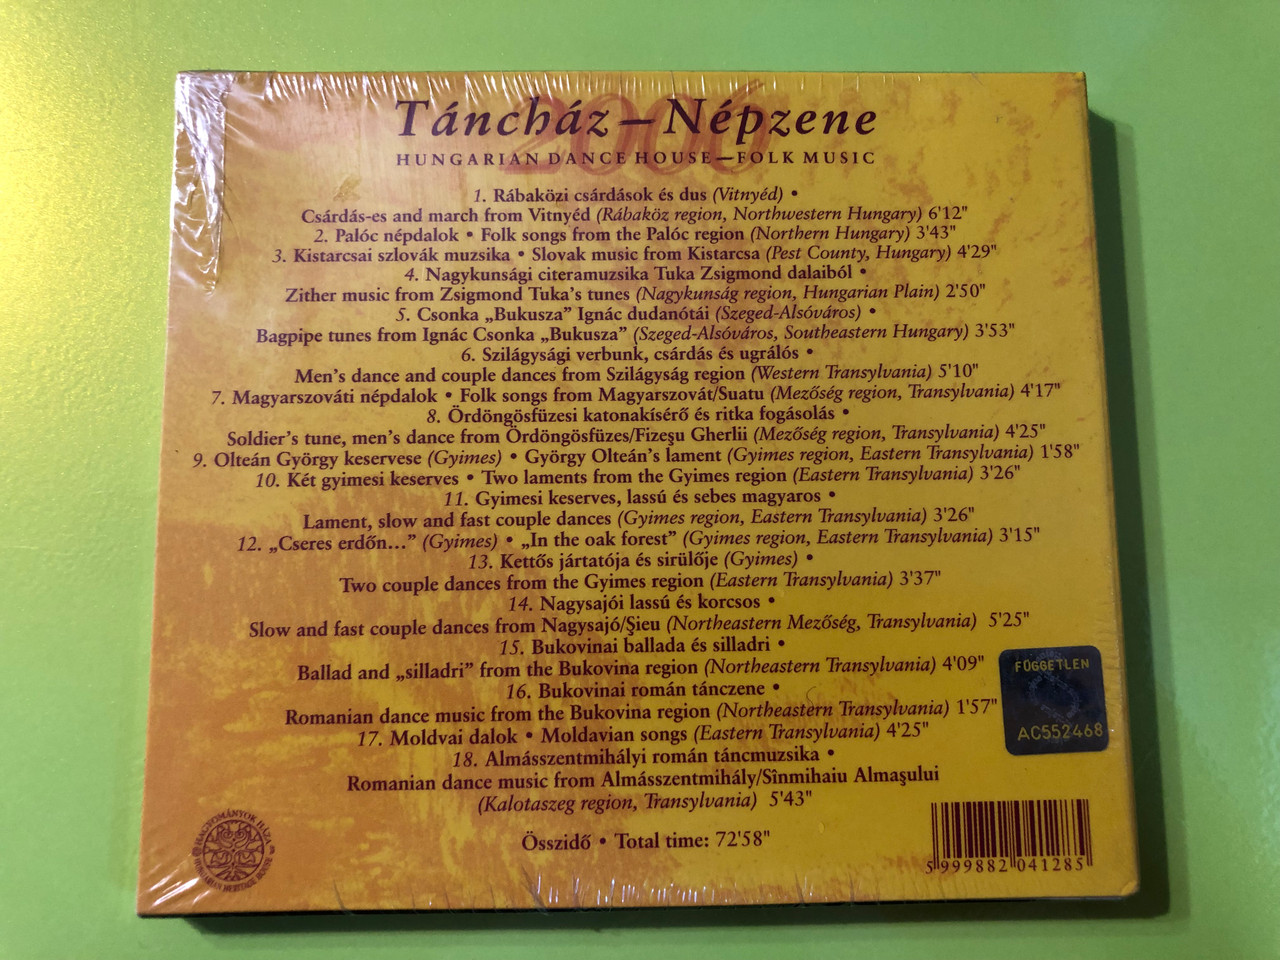 2006
Táncház – Népzene
HUNGARIAN DANCE HOUSE – FOLK MUSIC
1. Rábaközi csárdások és dus (Vitnyéd) •
Csárdás-es and march from Vitnyéd (Rábaköz region, Northwestern Hungary) 6'12"
2. Palóc népdalok • Folk songs from the Palóc region (Northern Hungary) 3'43"
3. Kistarcsai szlovák muzsika • Slovak music from Kistarcsa (Pest County, Hungary) 4'29"
4. Nagykunsági citeramuzsika Tuka Zsigmond dalaiból •
Zither music from Zsigmond Tuka's tunes (Nagykunság region, Hungarian Plain) 2'50"
5. Csonka „Bukusza” Ignác dudanótái (Szeged-Alsóváros) •
Bagpipe tunes from Ignác Csonka „Bukusza” (Szeged-Alsóváros, Southeastern Hungary) 3'53"
6. Szilágysági verbunk, csárdás és ugrálós •
Men's dance and couple dances from Szilágyság region (Western Transylvania) 5'10"
7. Magyarszováti népdalok • Folk songs from Magyarszovát/Suatu (Mezőség region, Transylvania) 4'17"
8. Ördöngösfüzesi katonakísérő és ritka fogásolás •
Soldier's tune, men's dance from Ördöngösfüzes/Fizeşu Gherlii (Mezőség region, Transylvania) 4'25"
9. Olteán György keservese (Gyimes) • György Olteán's lament (Gyimes region, Eastern Transylvania) 1'58"
10. Két gyimesi keserves • Two laments from the Gyimes region (Eastern Transylvania) 3'26"
11. Gyimesi keserves, lassú és sebes magyaros •
Lament, slow and fast couple dances (Gyimes region, Eastern Transylvania) 3'26"
12. „Cseres erdőn...” (Gyimes) • „In the oak forest” (Gyimes region, Eastern Transylvania) 3'15"
13. Kettős jártatója és sirülője (Gyimes) •
Two couple dances from the Gyimes region (Eastern Transylvania) 3'37"
14. Nagysajói lassú és korcsos •
Slow and fast couple dances from Nagysajó/Şieu (Northeastern Mezőség, Transylvania) 5'25"
15. Bukovinai ballada és silladri •
Ballad and „silladri” from the Bukovina region (Northeastern Transylvania) 4'09"
16. Bukovinai román tánczene •
Romanian dance music from the Bukovina region (Northeastern Transylvania) 1'57"
17. Moldvai dalok • Moldavian songs (Eastern Transylvania) 4'25"
18. Almásszentmihályi román táncmuzsika •
Romanian dance music from Almásszentmihály/Sînmihaiu Almaşului
(Kalotaszeg region, Transylvania) 5'43"
Összidő • Total time: 72'58"
FÜGGETLEN
AC552468
HAGYOMÁNYOK HÁZA
HUNGARIAN HERITAGE HOUSE
5 999882 041285